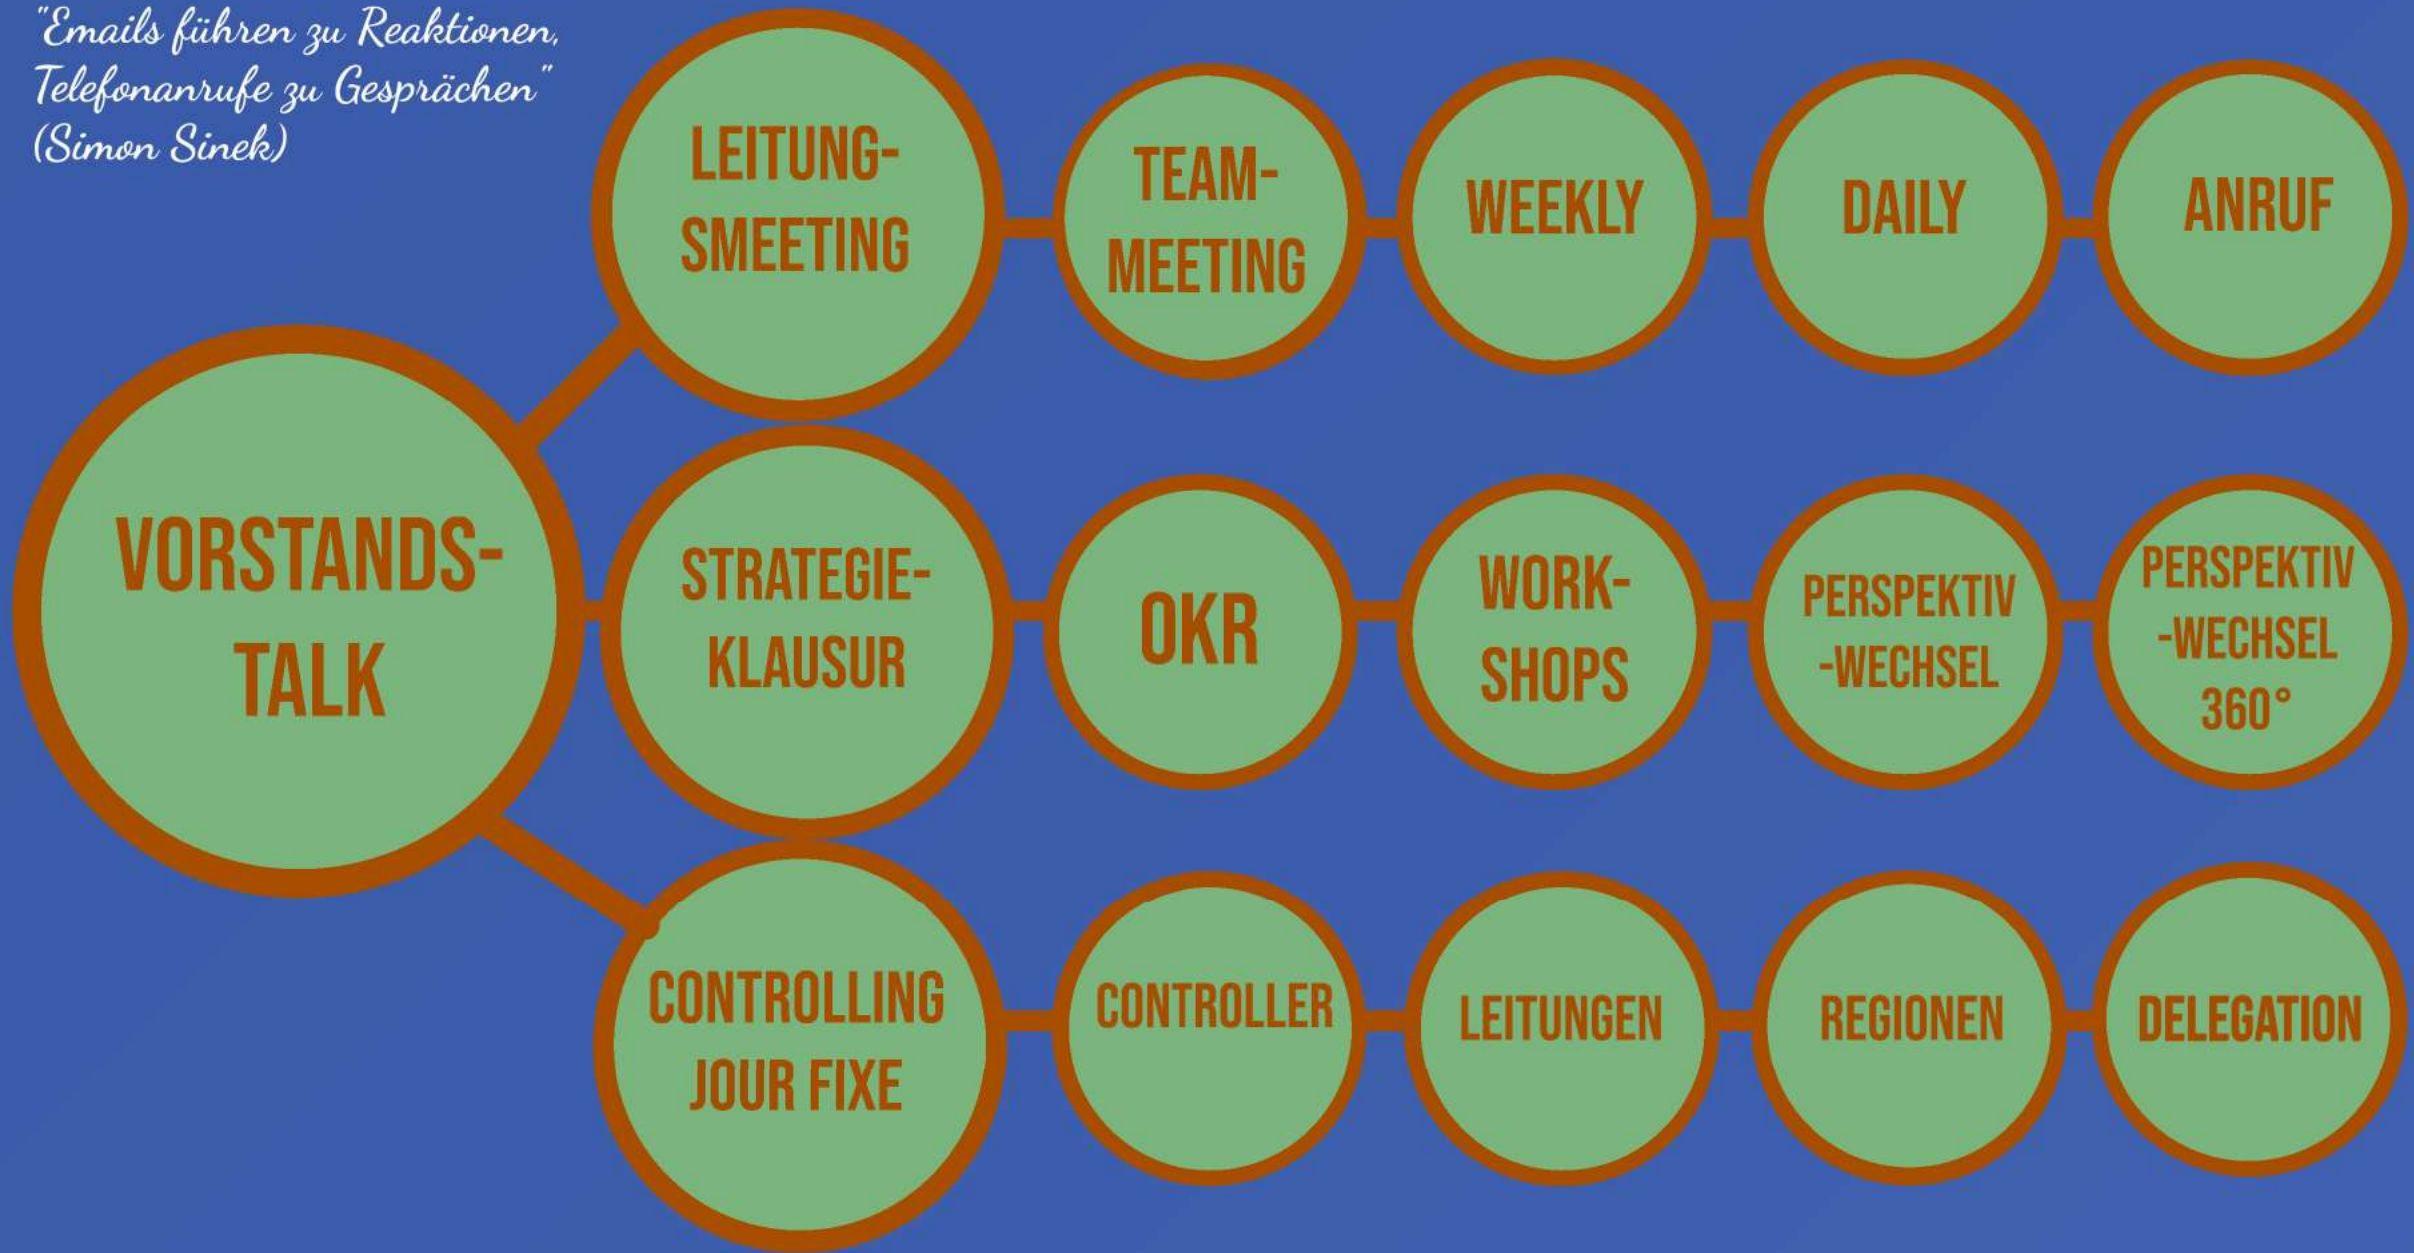 "Emails führen zu Reaktionen,
Telefonanrufe zu Gesprächen"
(Simon Sinek)
VORSTANDS-
TALK
LEITUNG-
SMEETING
TEAM-
MEETING
WEEKLY
DAILY
ANRUF
STRATEGIE-
KLAUSUR
OKR
WORK-
SHOPS
PERSPEKTIV
-WECHSEL
PERSPEKTIV
-WECHSEL
360°
CONTROLLING
JOUR FIXE
CONTROLLER
LEITUNGEN
REGIONEN
DELEGATION